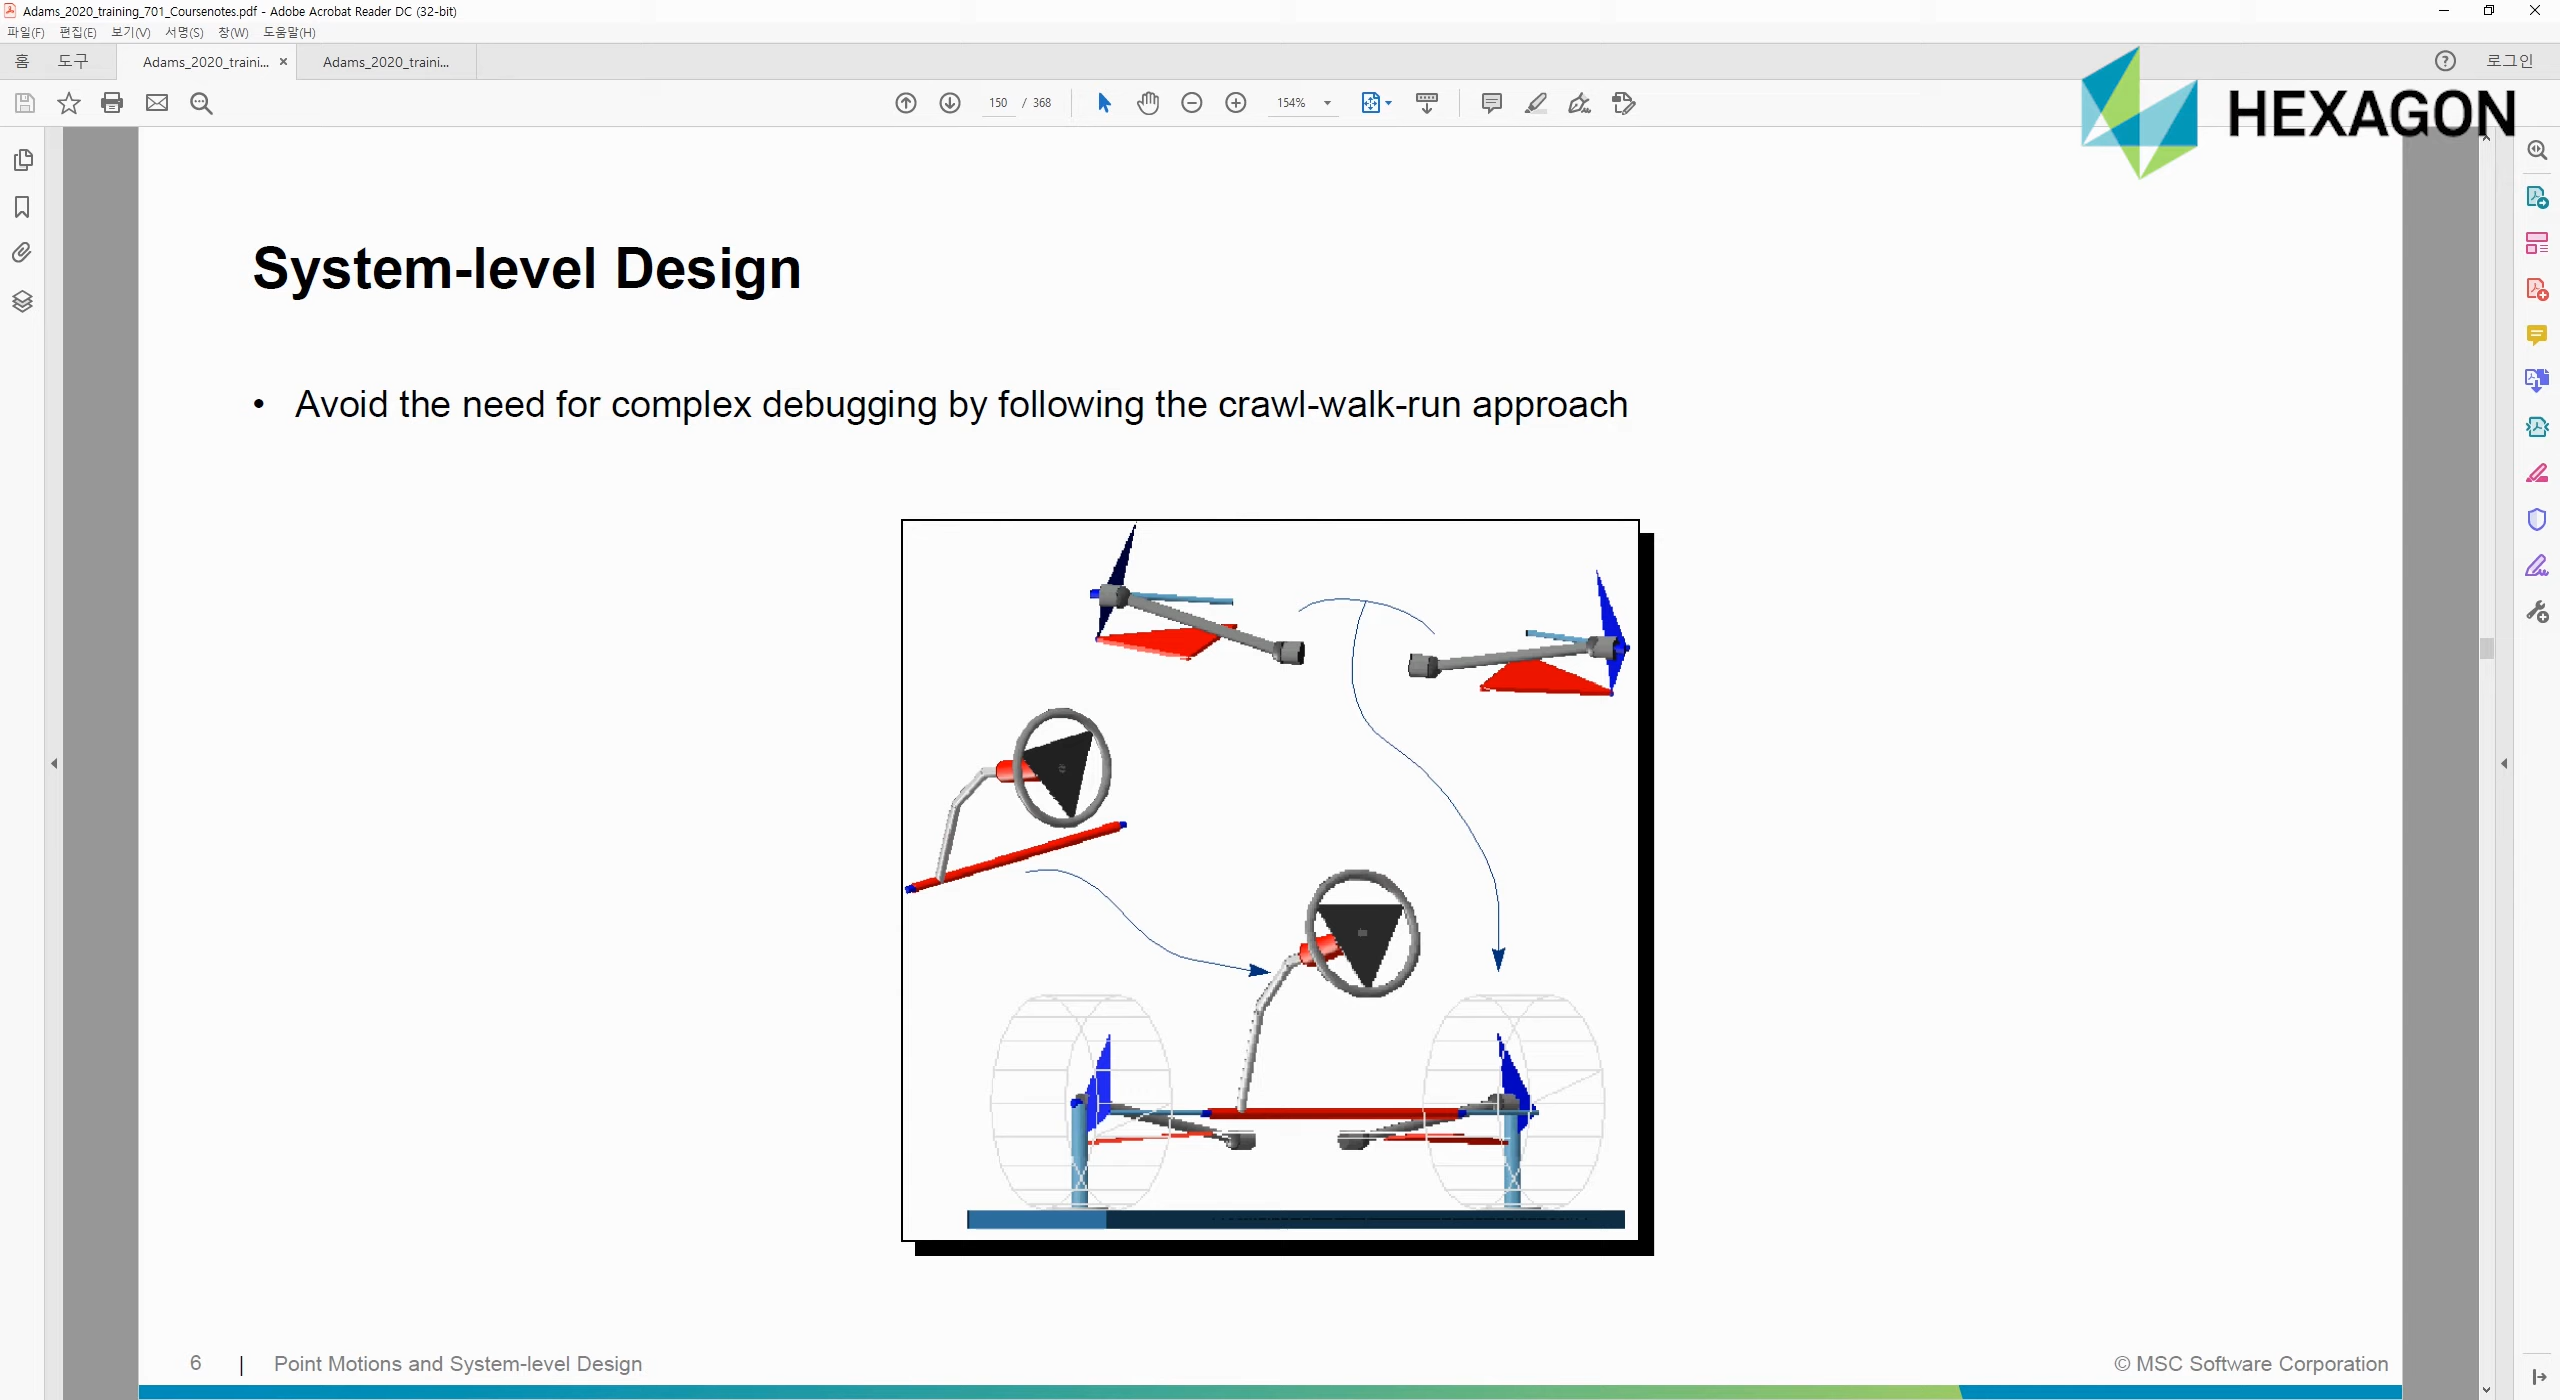 Adams_2020_training_701_Coursenotes.pdf - Adobe Acrobat Reader DC (32-bit)
파일(F) 편집(E) 보기(V) 서명(S) 창(W) 도움말(H)
홈 도구 Adams_2020_traini... × Adams_2020_traini... ? 로그인
150 / 368 154%
HEXAGON
System-level Design
• Avoid the need for complex debugging by following the crawl-walk-run approach
6 | Point Motions and System-level Design © MSC Software Corporation